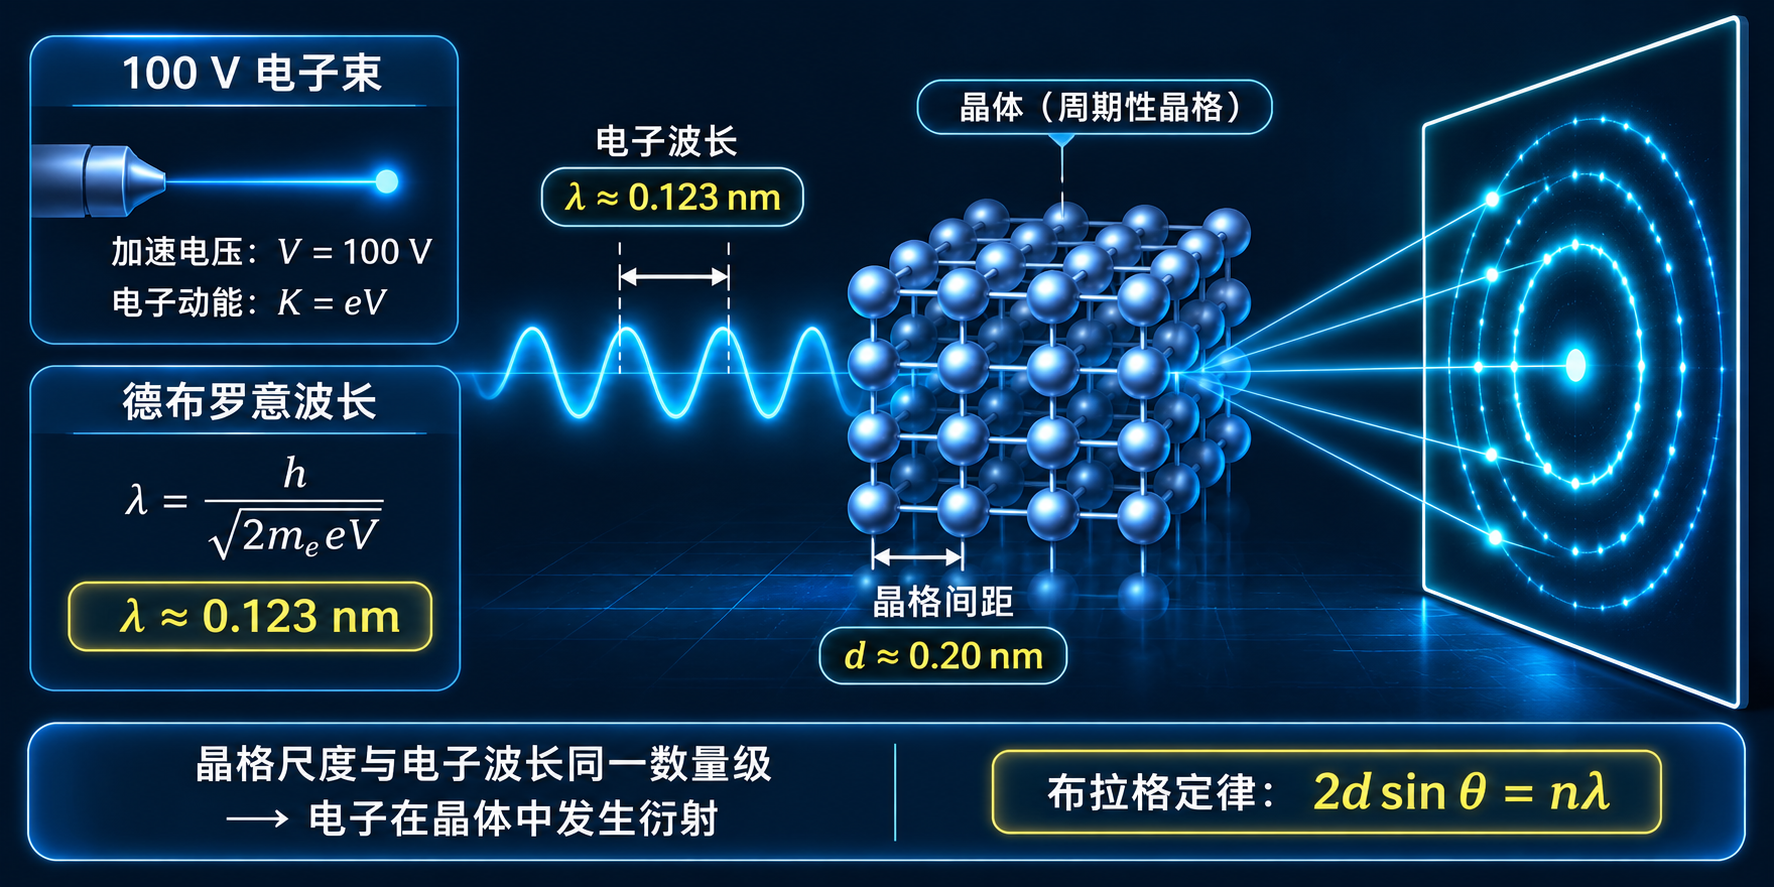 100 V 电子束
加速电压：V = 100 V
电子动能：K = eV
德布罗意波长
λ = h / √(2mₑeV)
λ ≈ 0.123 nm
电子波长
λ ≈ 0.123 nm
晶体（周期性晶格）
晶格间距
d ≈ 0.20 nm
晶格尺度与电子波长同一数量级
→ 电子在晶体中发生衍射
布拉格定律：2d sin θ = nλ